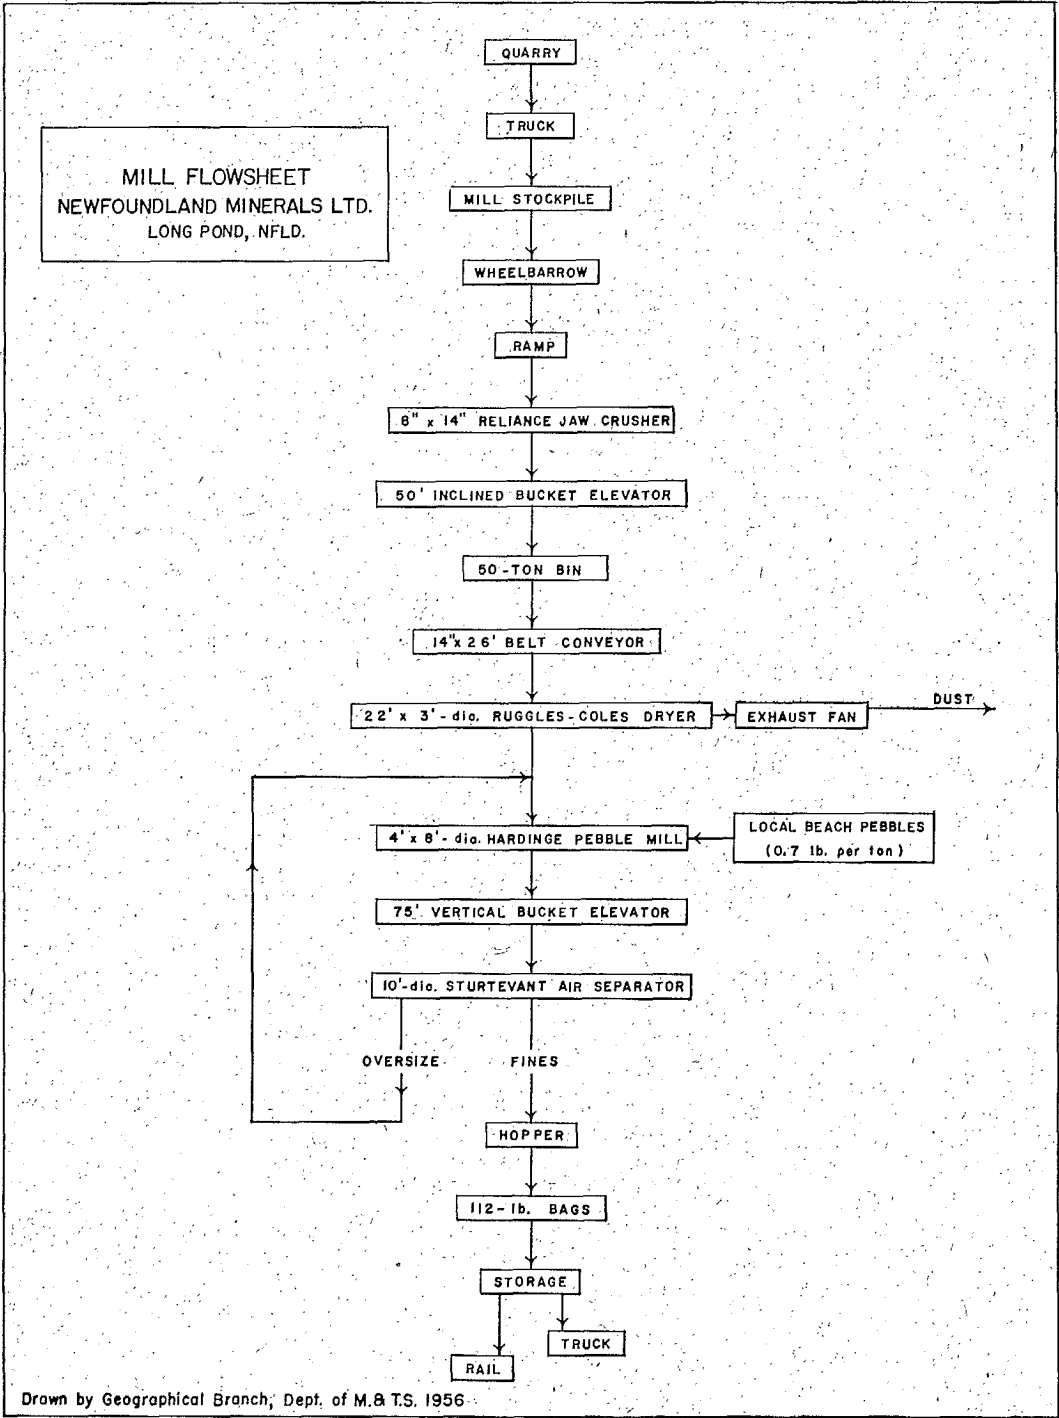 QUARRY
TRUCK
MILL FLOWSHEET
NEWFOUNDLAND MINERALS LTD.
LONG POND, NFLD.
MILL STOCKPILE
WHEELBARROW
RAMP
8" x 14" RELIANCE JAW CRUSHER
50' INCLINED BUCKET ELEVATOR
50-TON BIN
14"x 26' BELT CONVEYOR
22' x 3'-dia. RUGGLES-COLES DRYER
EXHAUST FAN
DUST
4' x 8'-dia. HARDINGE PEBBLE MILL
LOCAL BEACH PEBBLES
(0.7 lb. per ton)
75' VERTICAL BUCKET ELEVATOR
10'-dia. STURTEVANT AIR SEPARATOR
OVERSIZE
FINES
HOPPER
112-lb. BAGS
STORAGE
TRUCK
RAIL
Drawn by Geographical Branch, Dept. of M.& T.S. 1956